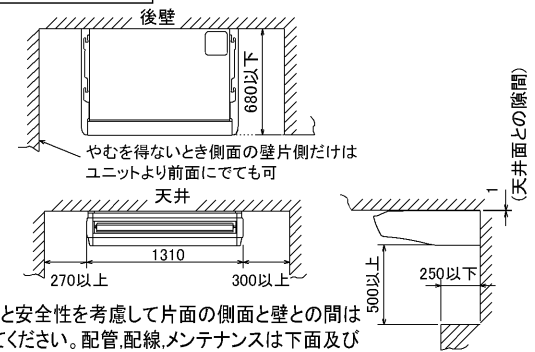 後壁
680以下
やむを得ないとき側面の壁片側だけは
ユニットより前面にでても可
天井
1310
270以上
300以上
1
(天井面との隙間)
500以上
250以下
と安全性を考慮して片面の側面と壁との間は
てください。配管,配線,メンテナンスは下面及び